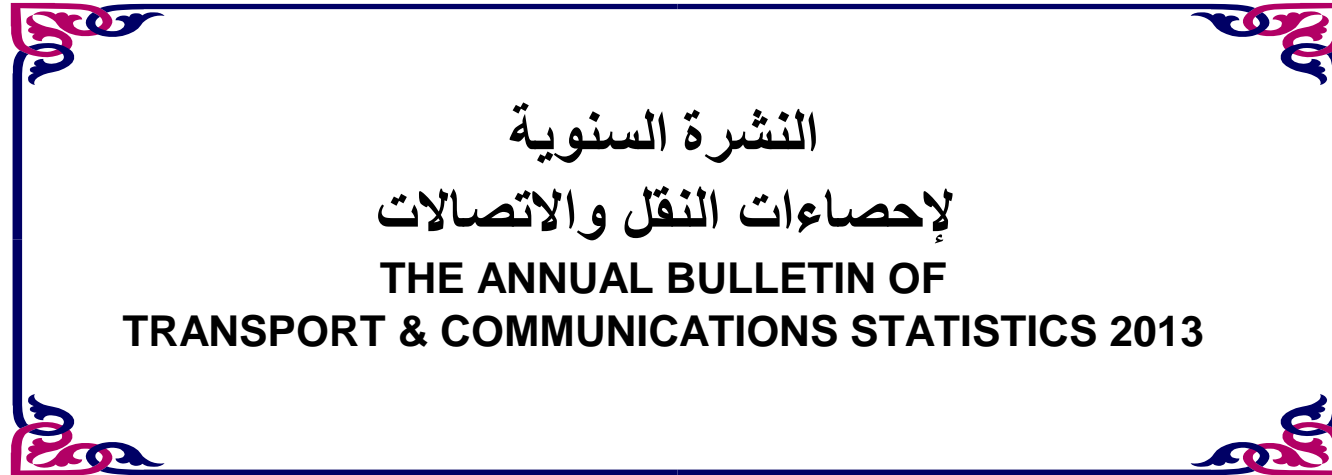 النشرة السنوية
لإحصاءات النقل والاتصالات
THE ANNUAL BULLETIN OF
TRANSPORT & COMMUNICATIONS STATISTICS 2013